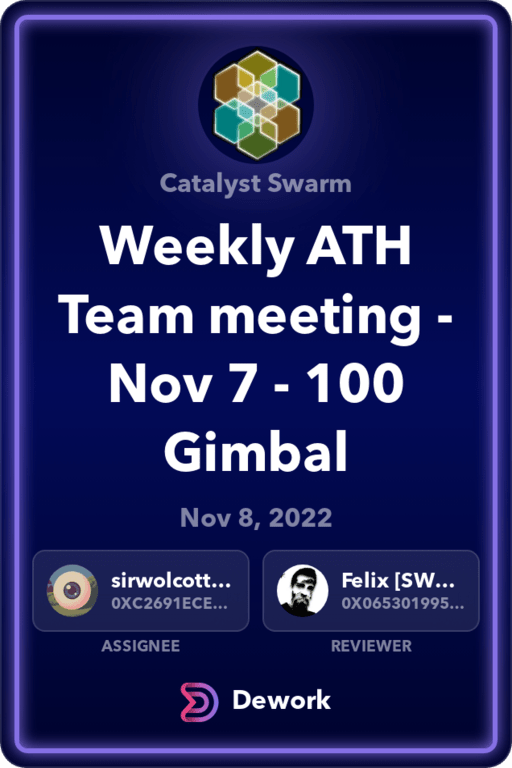 Catalyst Swarm
Weekly ATH
Team meeting -
Nov 7 - 100
Gimbal
Nov 8, 2022
sirwolcott...
0XC2691ECE...
Felix [SW...
0X065301995...
ASSIGNEE
REVIEWER
Dework